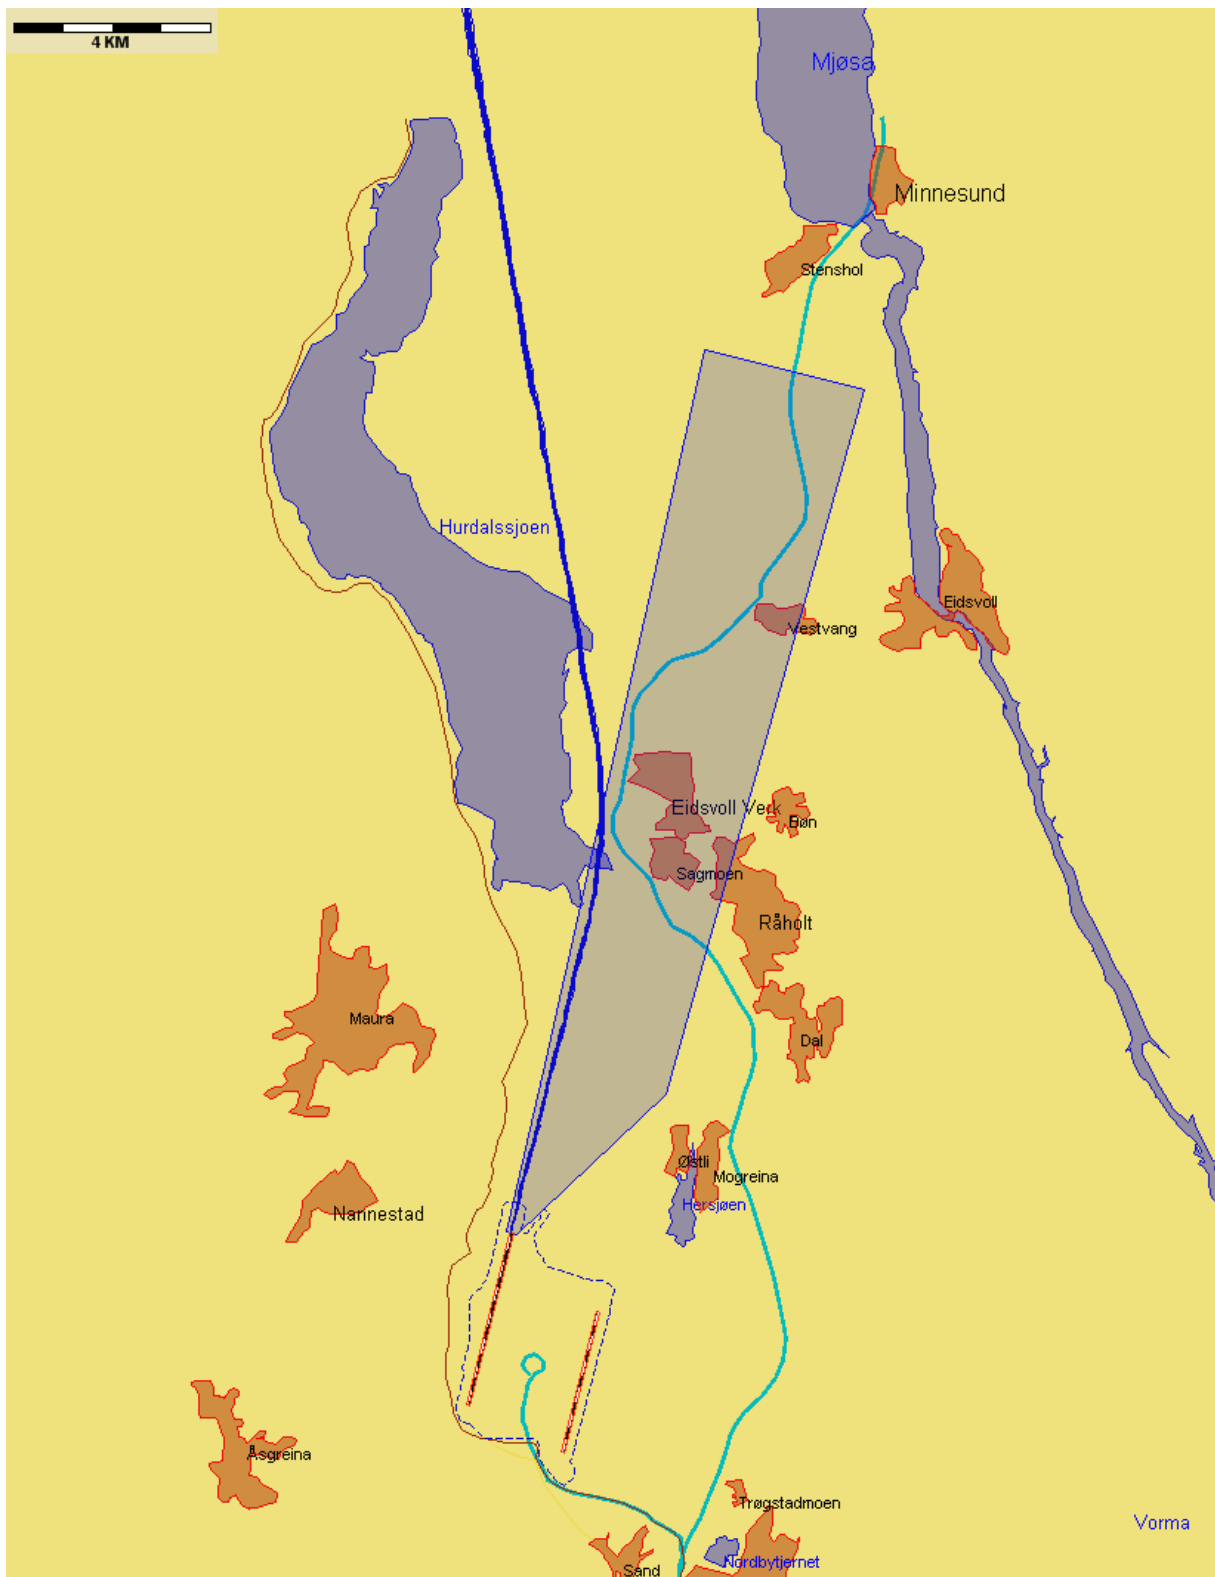 4 KM
Mjøsa
Minnesund
Stenshol
Hurdalssjoen
Eidsvoll
Vestvang
Eidsvoll Verk
Bøn
Sagmoen
Råholt
Maura
Dal
Østli
Mogreina
Hersjøen
Nannestad
Åsgreina
Trøgstadmoen
Vorma
Nordbytjernet
Sand